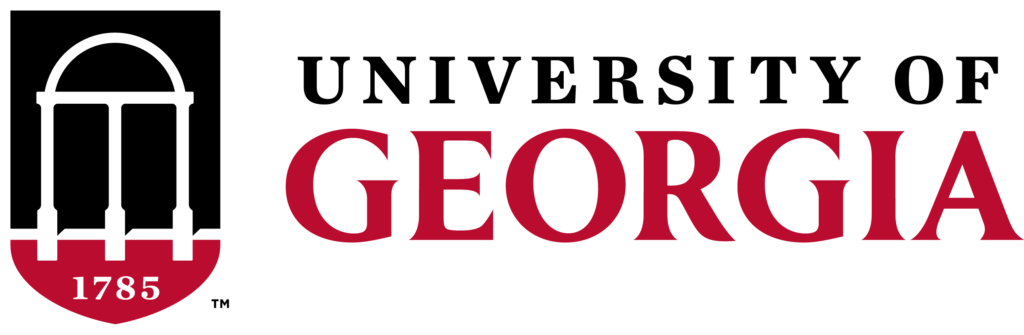 UNIVERSITY OF
GEORGIA
1785
™